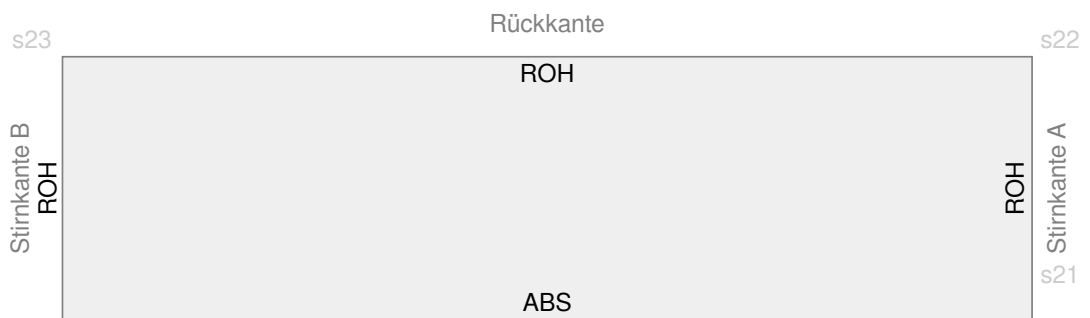 Rückkante
s23
s22
ROH
Stirnkante B
ROH
ROH
Stirnkante A
s21
ABS